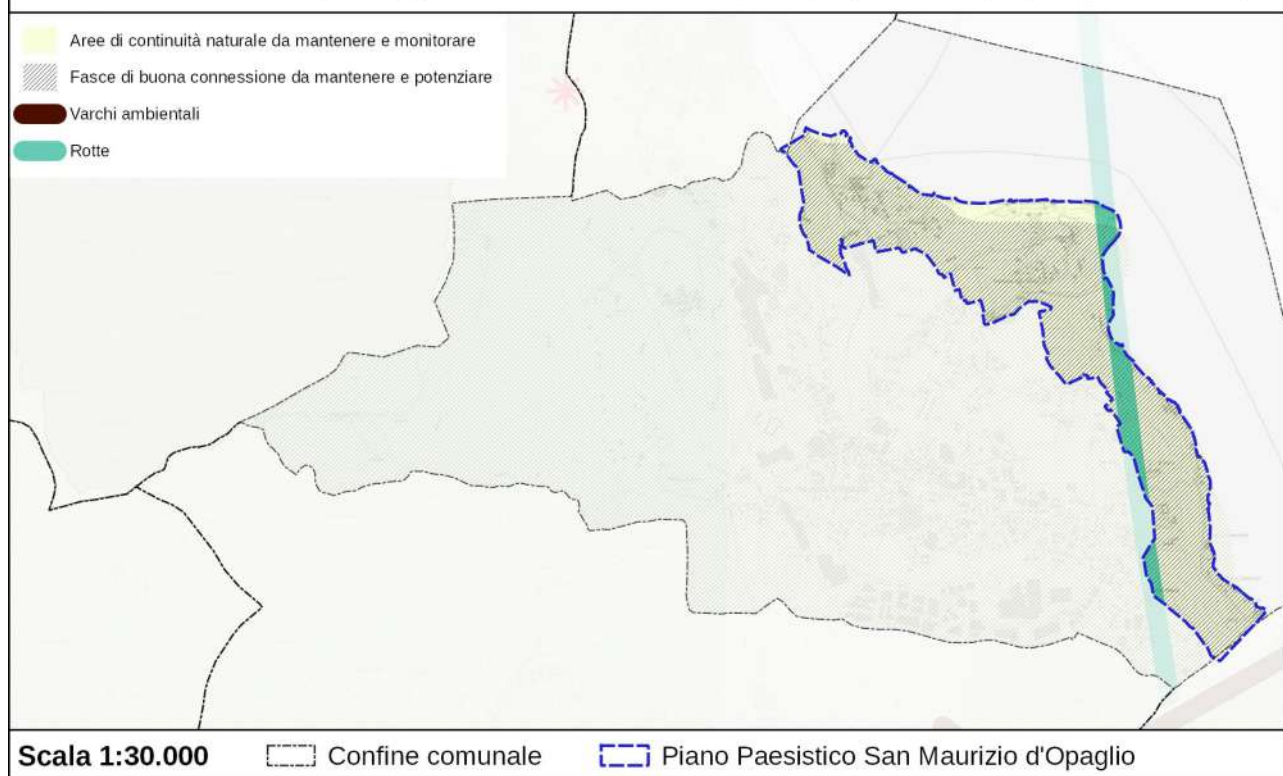 Aree di continuità naturale da mantenere e monitorare
Fasce di buona connessione da mantenere e potenziare
Varchi ambientali
Rotte
Scala 1:30.000 Confine comunale Piano Paesistico San Maurizio d'Opaglio